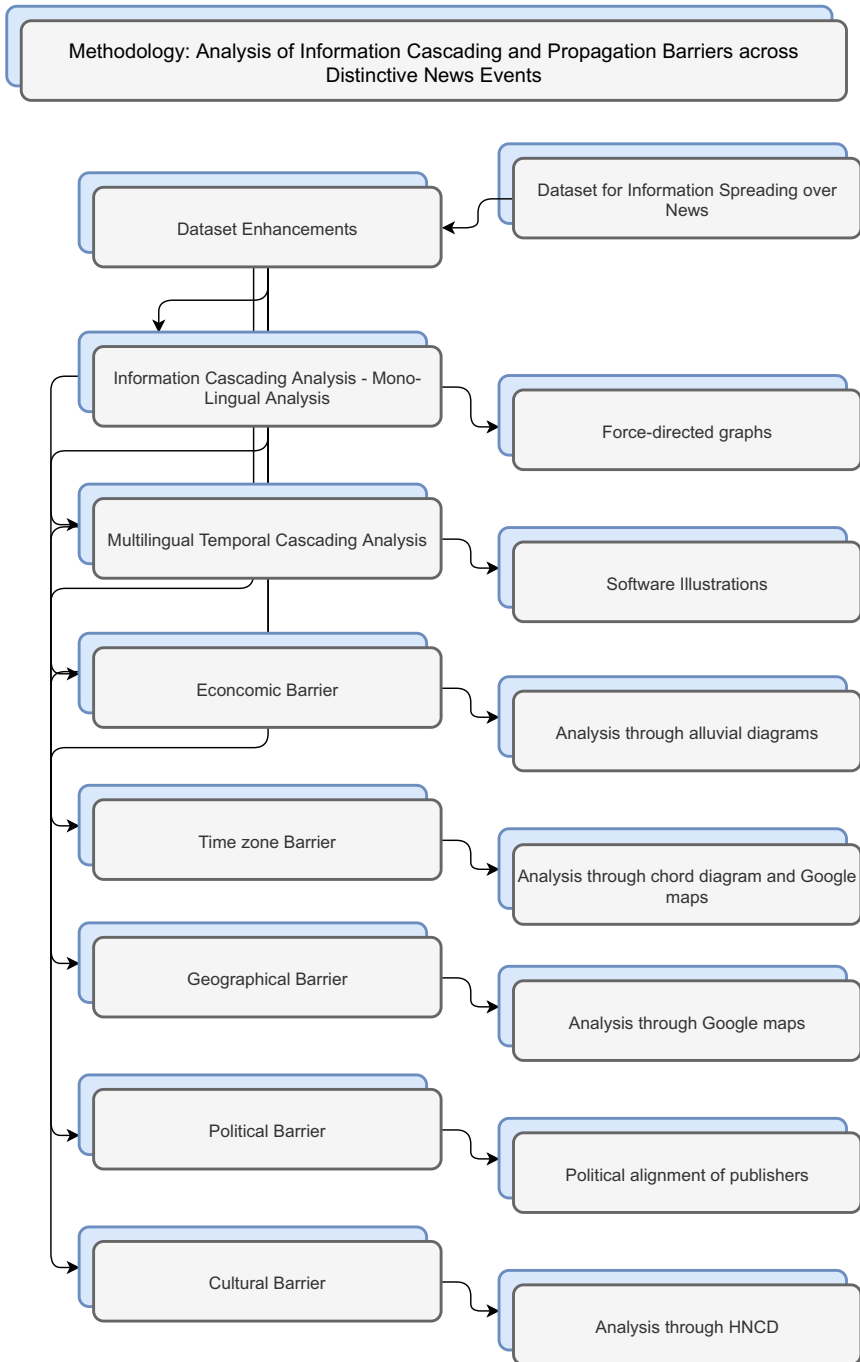 Methodology: Analysis of Information Cascading and Propagation Barriers across
Distinctive News Events
Dataset for Information Spreading over
News
Dataset Enhancements
Information Cascading Analysis - Mono-
Lingual Analysis
Force-directed graphs
Multilingual Temporal Cascading Analysis
Software Illustrations
Econcomic Barrier
Analysis through alluvial diagrams
Time zone Barrier
Analysis through chord diagram and Google
maps
Geographical Barrier
Analysis through Google maps
Political Barrier
Political alignment of publishers
Cultural Barrier
Analysis through HNCD